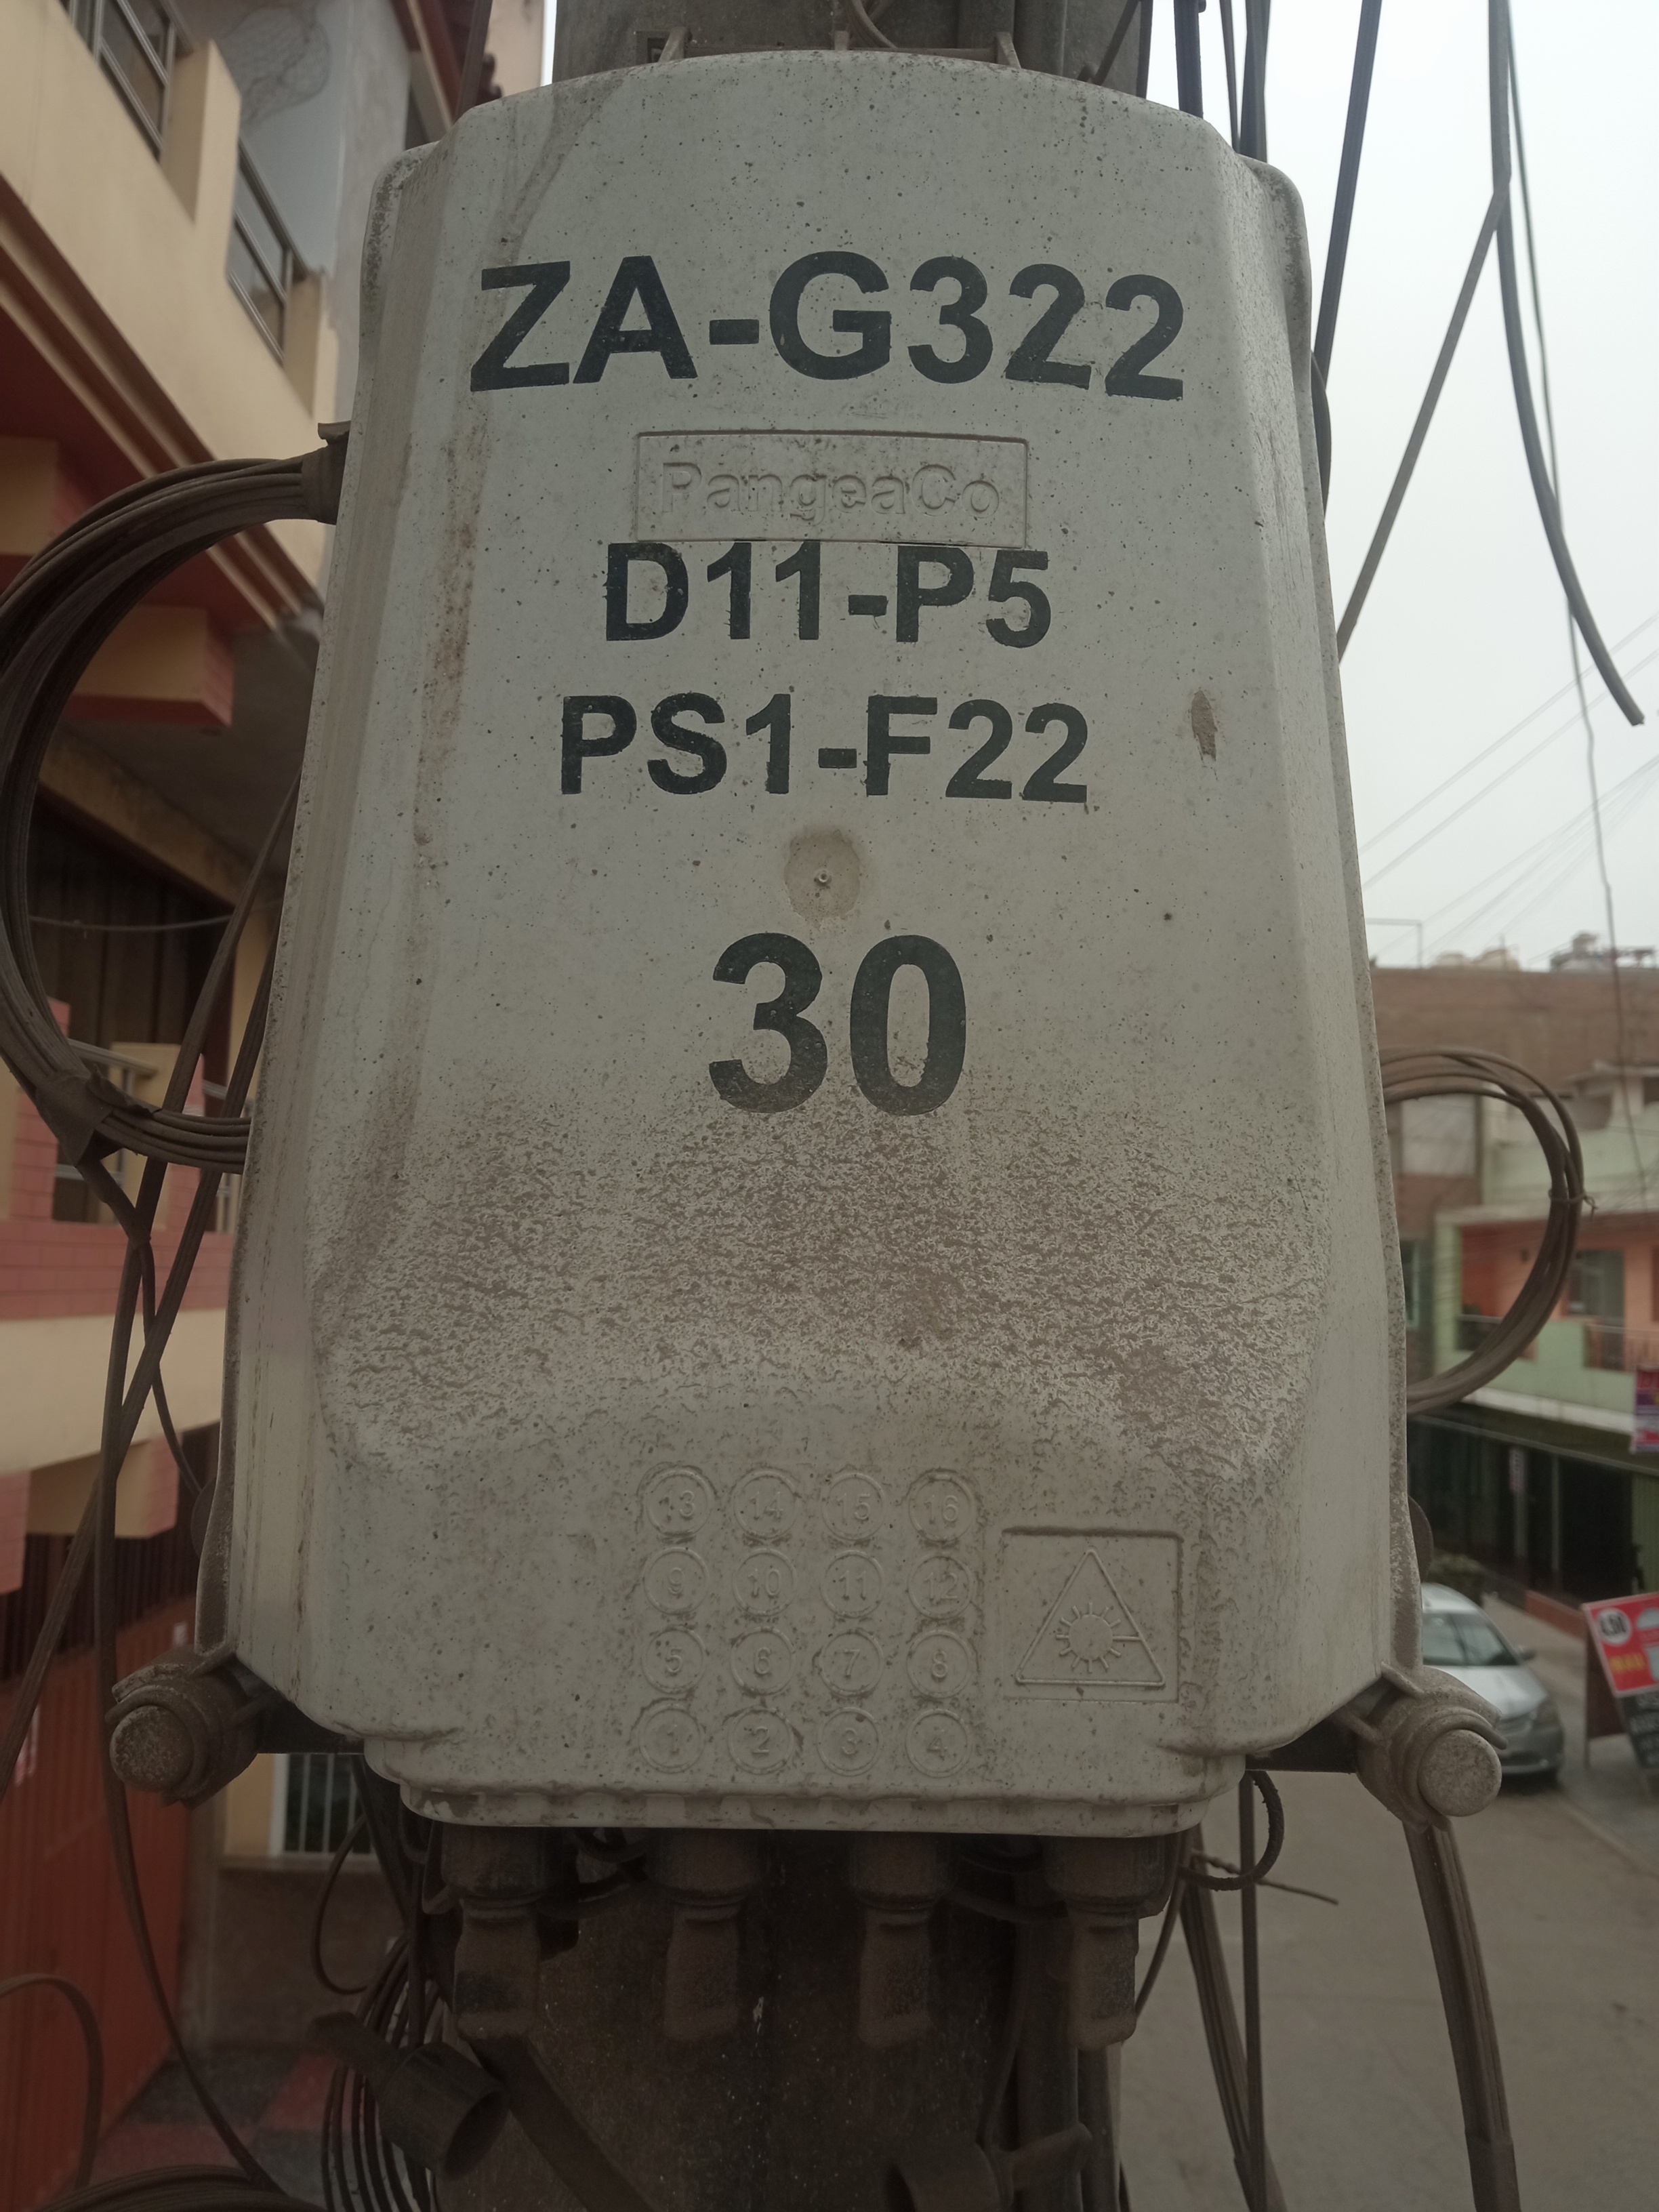 ZA-G322
PangeaCo
D11-P5
PS1-F22
30
13 14 15 16
9 10 11 12
5 6 7 8
1 2 3 4